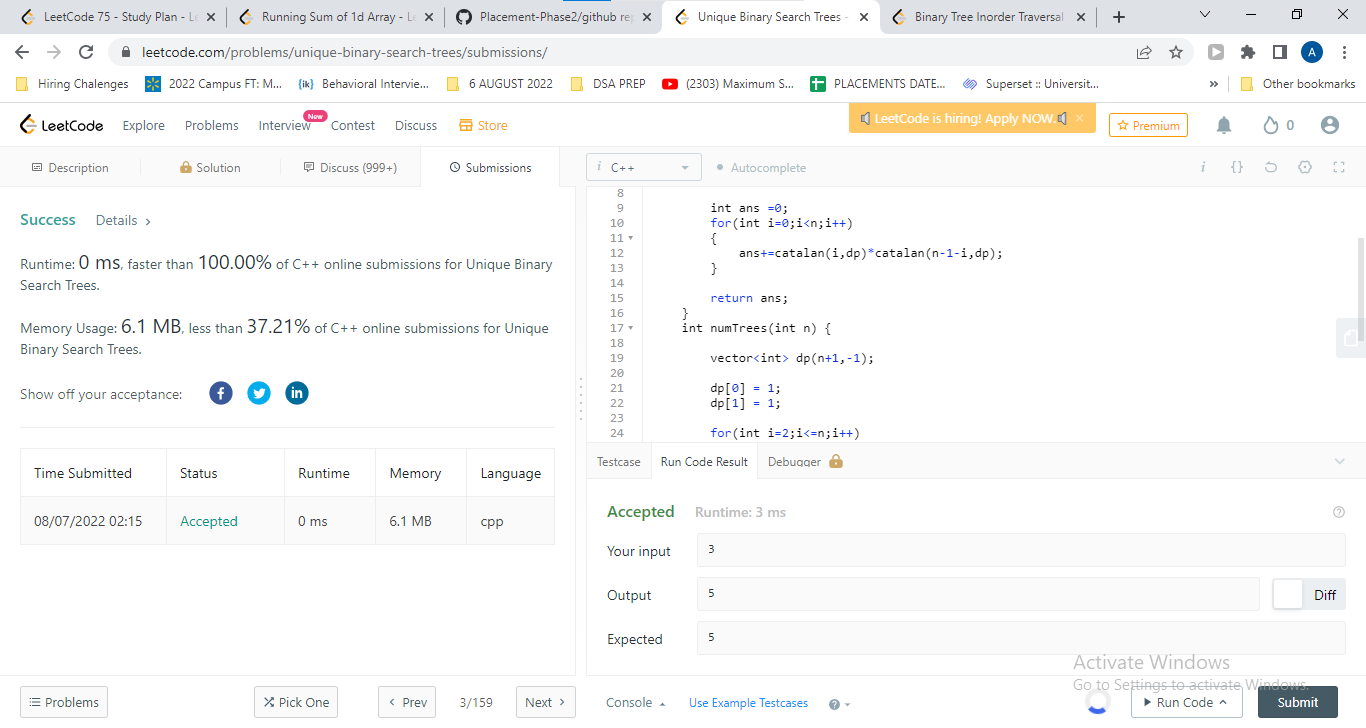 LeetCode 75 - Study Plan - Le
Running Sum of 1d Array - Le
Placement-Phase2/github rep
Unique Binary Search Trees -
Binary Tree Inorder Traversal
leetcode.com/problems/unique-binary-search-trees/submissions/
A
Hiring Chalenges
2022 Campus FT: M...
{ik} Behavioral Intervie...
6 AUGUST 2022
DSA PREP
(2303) Maximum S...
PLACEMENTS DATE...
Superset :: Universit...
»
Other bookmarks
LeetCode
Explore
Problems
Interview
New
Contest
Discuss
Store
LeetCode is hiring! Apply NOW.
Premium
0
Description
Solution
Discuss (999+)
Submissions
i C++
Autocomplete
i {}
Success
Details
Runtime: 0 ms, faster than 100.00% of C++ online submissions for Unique Binary
Search Trees.
Memory Usage: 6.1 MB, less than 37.21% of C++ online submissions for Unique
Binary Search Trees.
Show off your acceptance:
Time Submitted Status Runtime Memory Language
08/07/2022 02:15 Accepted 0 ms 6.1 MB cpp
8
9 int ans =0;
10 for(int i=0;i<n;i++)
11 {
12 ans+=catalan(i,dp)*catalan(n-1-i,dp);
13 }
14
15 return ans;
16 }
17 int numTrees(int n) {
18
19 vector<int> dp(n+1,-1);
20
21 dp[0] = 1;
22 dp[1] = 1;
23
24 for(int i=2;i<=n;i++)
Testcase
Run Code Result
Debugger
Accepted Runtime: 3 ms
Your input 3
Output 5
Diff
Expected 5
Activate Windows
Go to Settings to activate Windows.
Problems
Pick One
Prev
3/159
Next
Console
Use Example Testcases
Run Code
Submit